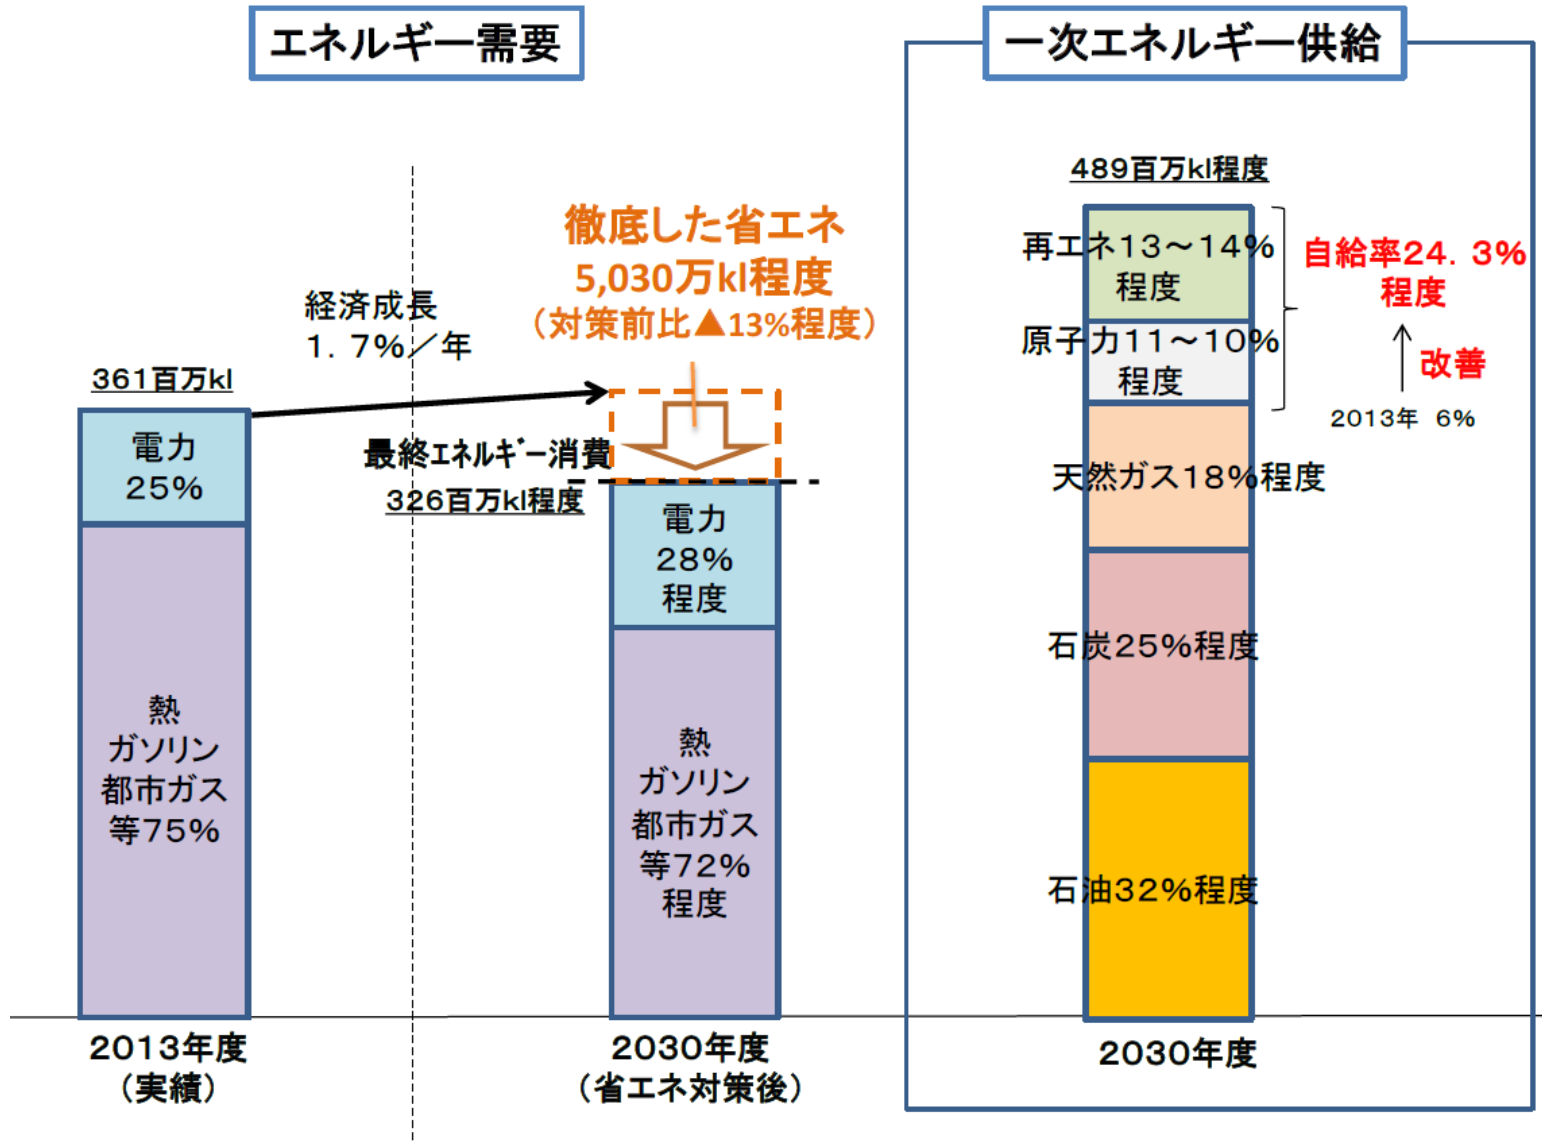 エネルギー需要
一次エネルギー供給
徹底した省エネ
5,030万kl程度
（対策前比▲13%程度）
経済成長
１．７％／年
361百万kl
電力
25%
熱
ガソリン
都市ガス
等75%
2013年度
（実績）
最終エネルギー消費
326百万kl程度
電力
28%
程度
熱
ガソリン
都市ガス
等72%
程度
2030年度
（省エネ対策後）
489百万kl程度
再エネ13～14%
程度
原子力11～10%
程度
天然ガス18%程度
石炭25%程度
石油32%程度
2030年度
自給率24．3%
程度
改善
2013年 6%